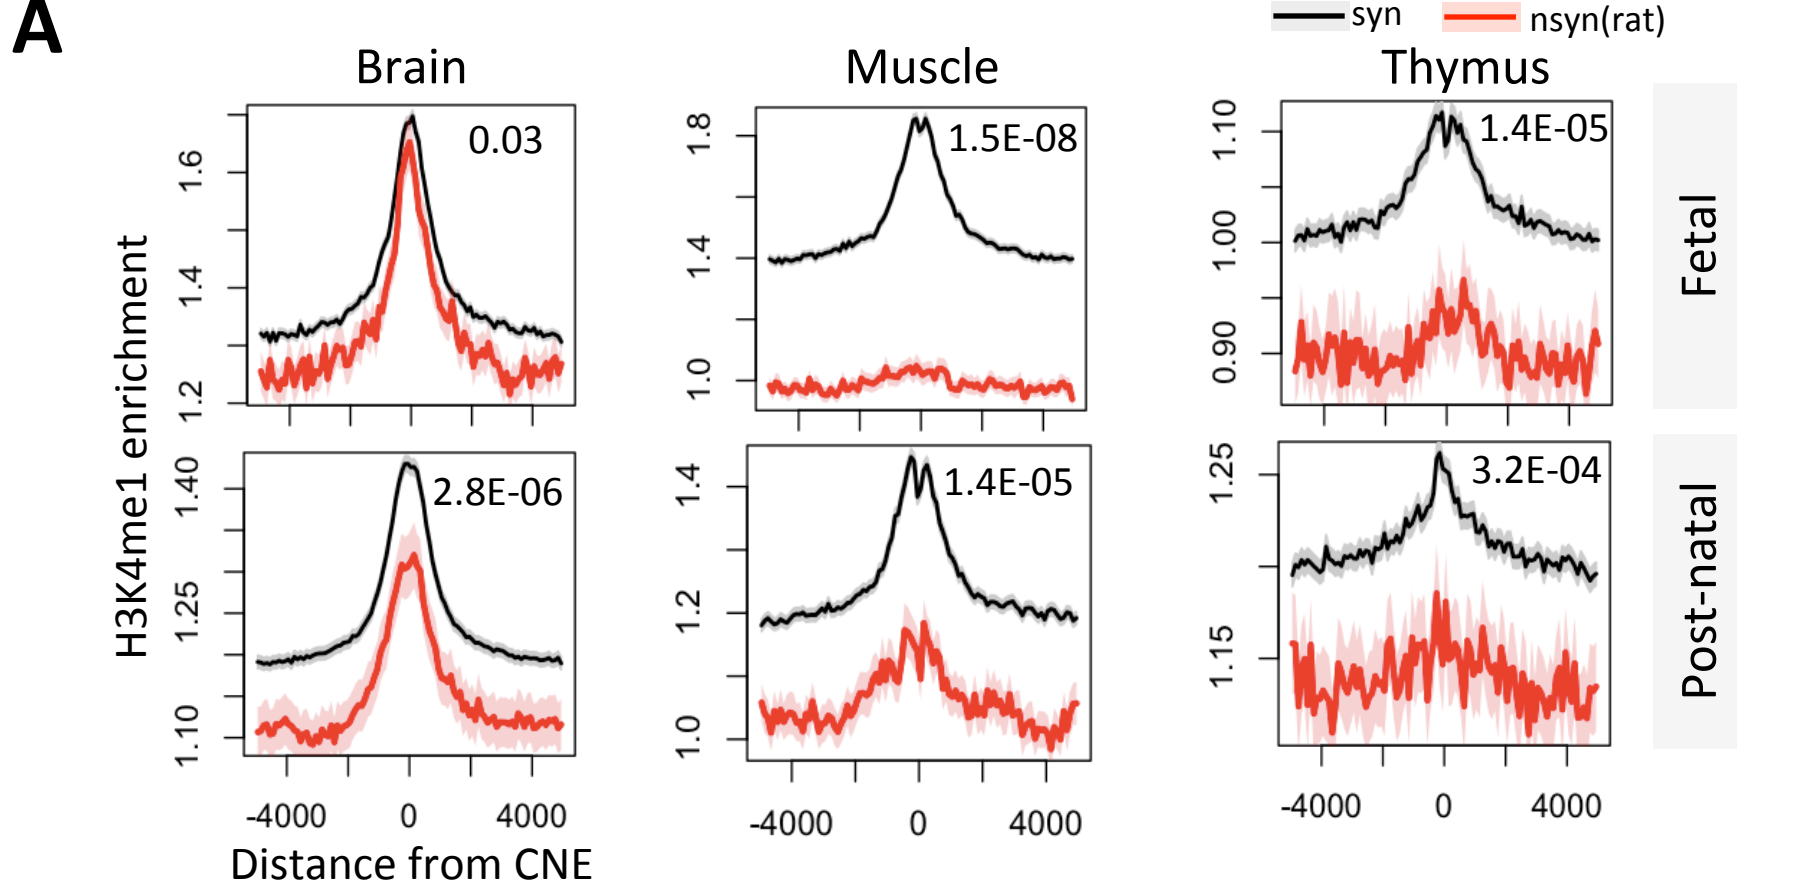 A
syn
nsyn(rat)
Brain
Muscle
Thymus
H3K4me1 enrichment
1.6
1.4
1.2
0.03
1.8
1.4
1.0
1.5E-08
1.10
1.00
0.90
1.4E-05
Fetal
1.40
1.25
1.10
2.8E-06
1.4
1.2
1.0
1.4E-05
1.25
1.15
3.2E-04
Post-natal
-4000 0 4000
-4000 0 4000
-4000 0 4000
Distance from CNE